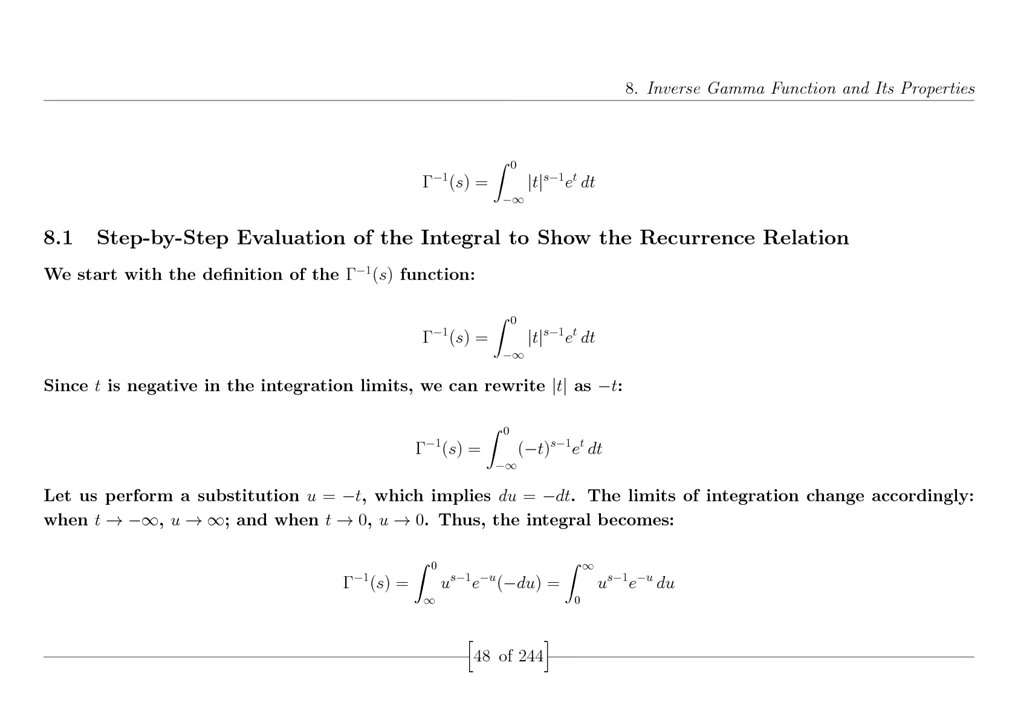 8. Inverse Gamma Function and Its Properties
Γ⁻¹(s) = ∫_{−∞}^{0} |t|^{s−1} e^{t} dt
8.1 Step-by-Step Evaluation of the Integral to Show the Recurrence Relation
We start with the definition of the Γ⁻¹(s) function:
Γ⁻¹(s) = ∫_{−∞}^{0} |t|^{s−1} e^{t} dt
Since t is negative in the integration limits, we can rewrite |t| as −t:
Γ⁻¹(s) = ∫_{−∞}^{0} (−t)^{s−1} e^{t} dt
Let us perform a substitution u = −t, which implies du = −dt. The limits of integration change accordingly:
when t → −∞, u → ∞; and when t → 0, u → 0. Thus, the integral becomes:
Γ⁻¹(s) = ∫_{∞}^{0} u^{s−1} e^{−u} (−du) = ∫_{0}^{∞} u^{s−1} e^{−u} du
[48 of 244]